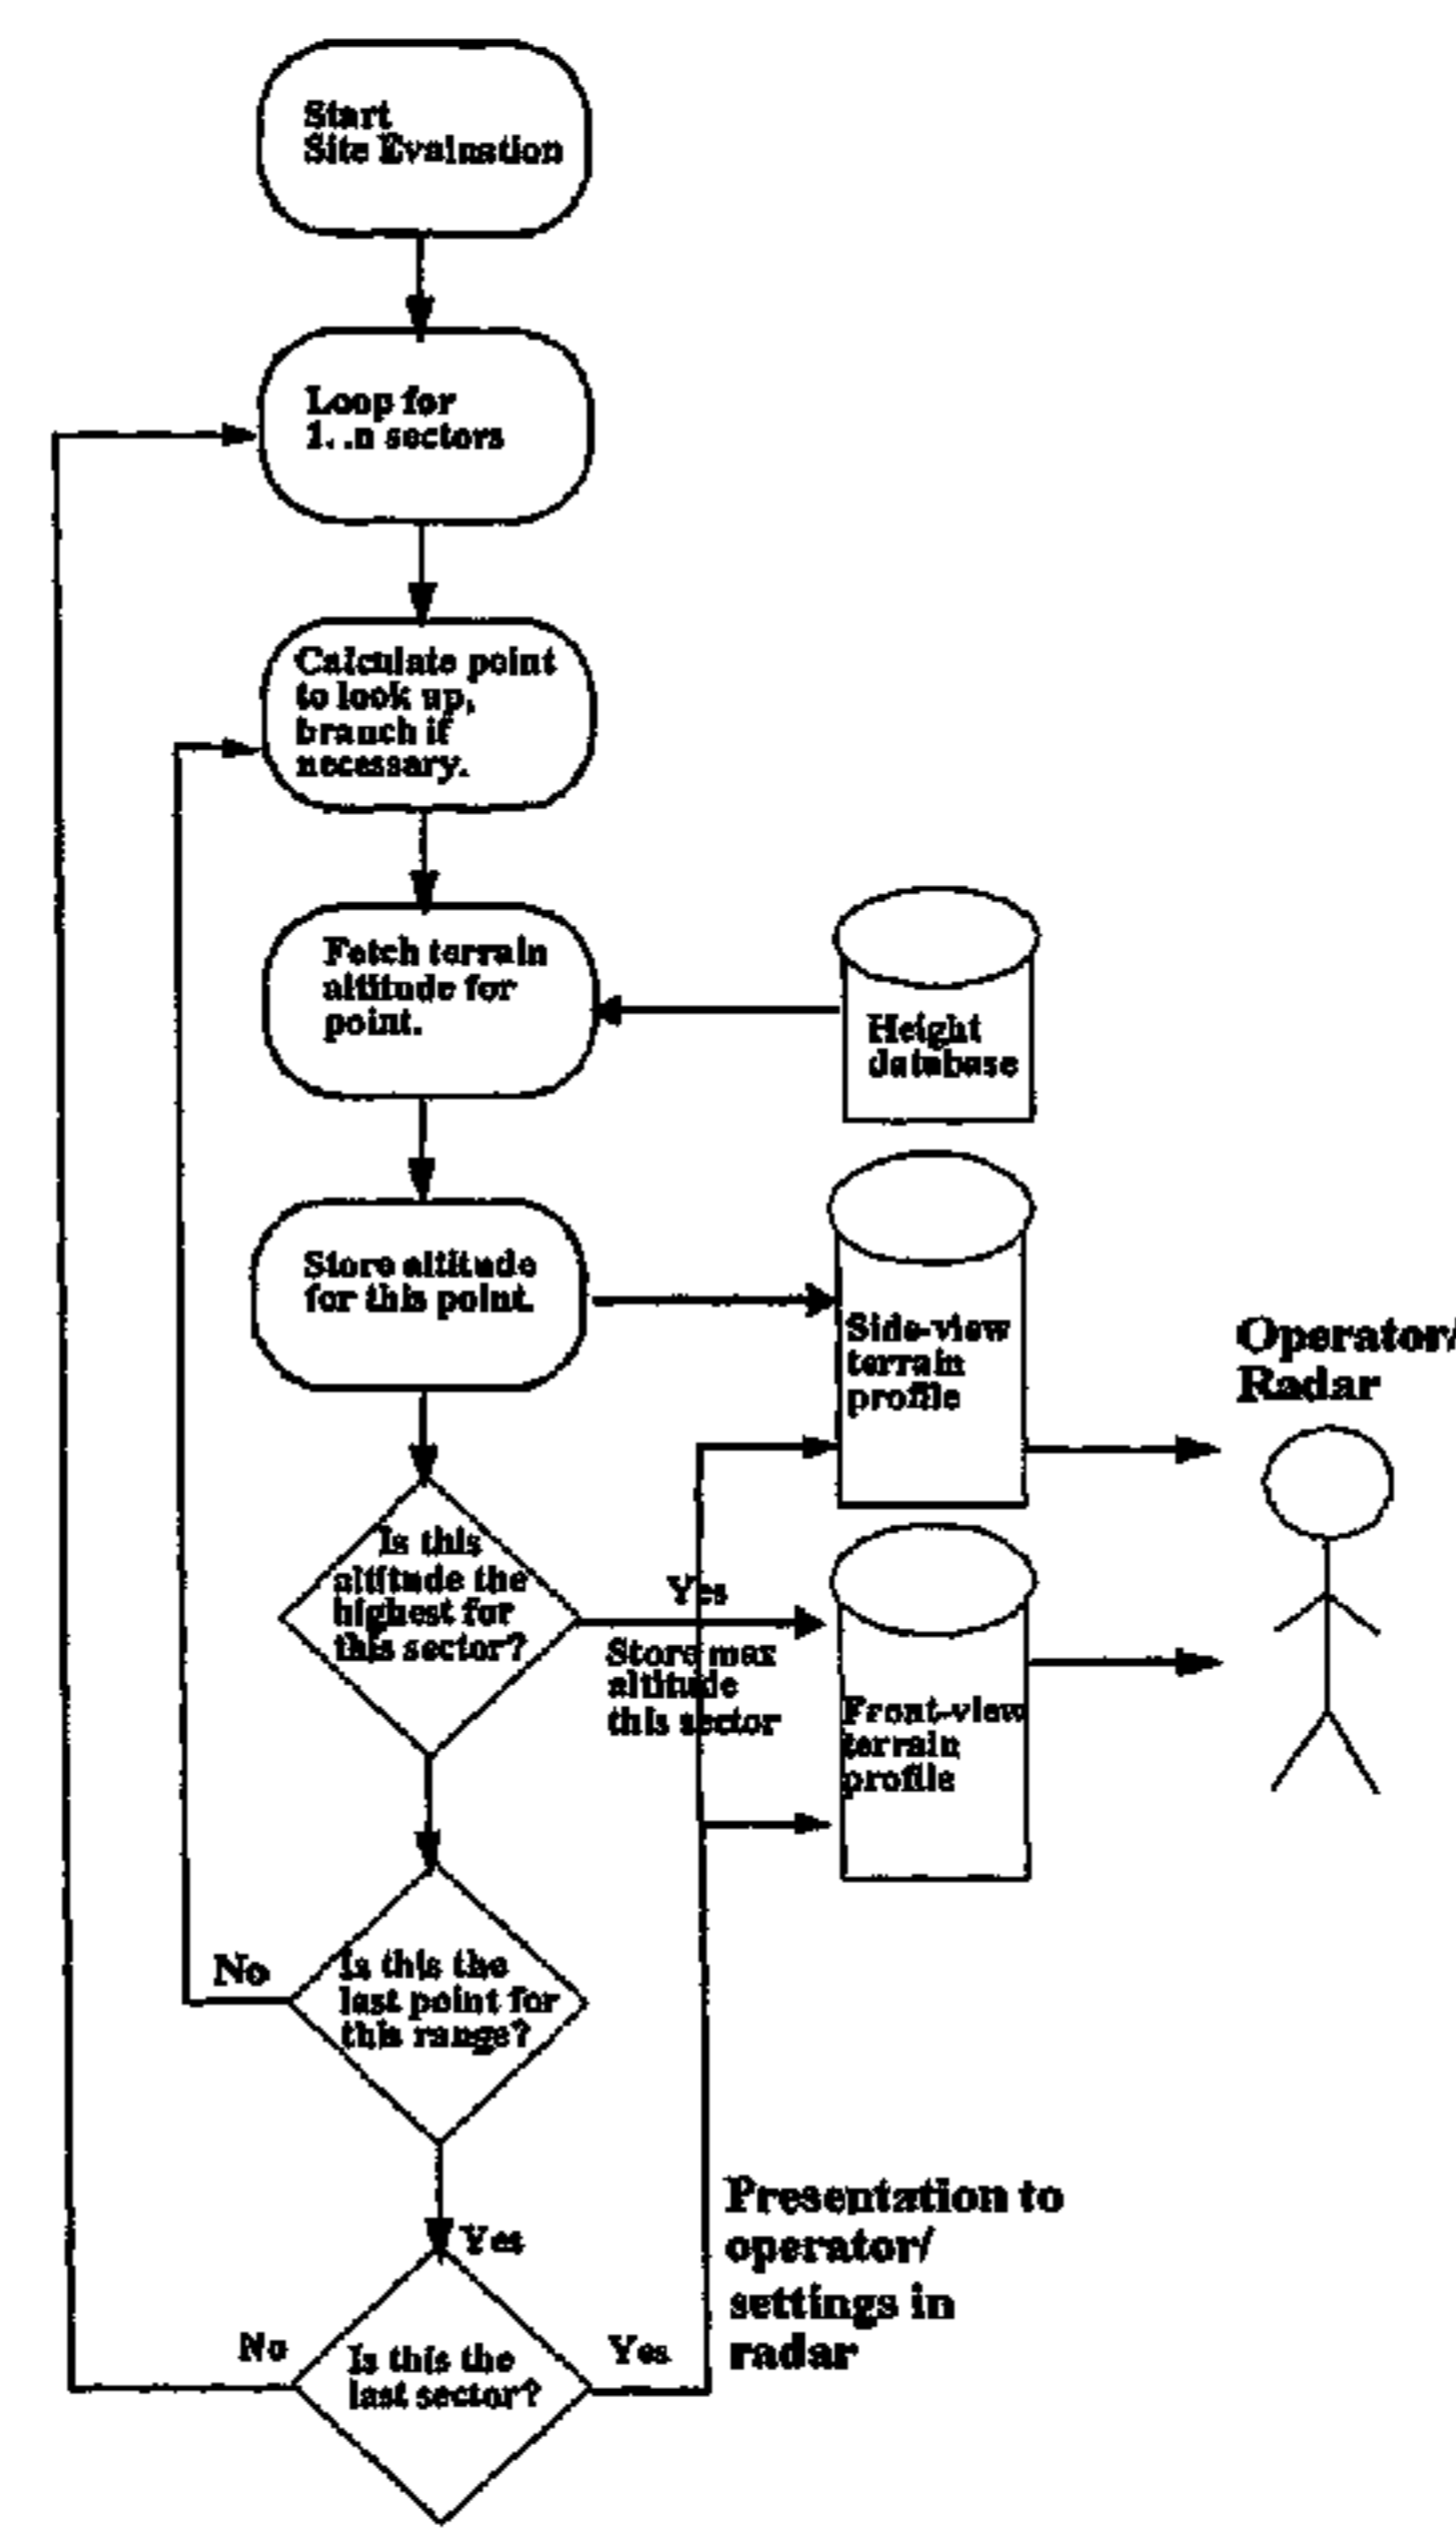 Start
Site Evaluation
Loop for
1. .n sectors
Calculate point
to look up,
branch if
necessary.
Fetch terrain
altitude for
point.
Height
database
Store altitude
for this point.
Side-view
terrain
profile
Operator/
Radar
Is this
altitude the
highest for
this sector?
Yes
Store max
altitude
this sector
Front-view
terrain
profile
No
Is this the
last point for
this range?
Yes
Presentation to
operator/
settings in
radar
No
Is this the
last sector?
Yes